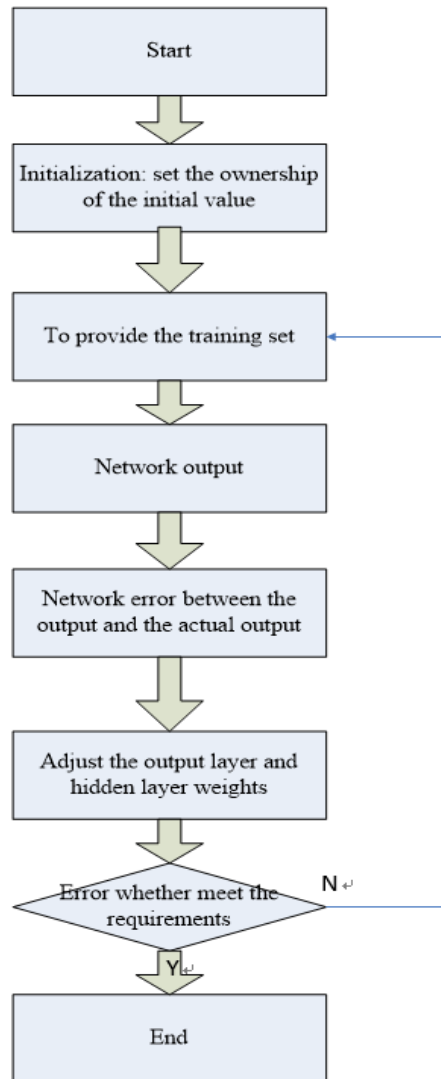 Start
Initialization: set the ownership
of the initial value
To provide the training set
Network output
Network error between the
output and the actual output
Adjust the output layer and
hidden layer weights
Error whether meet the
requirements
N
Y
End